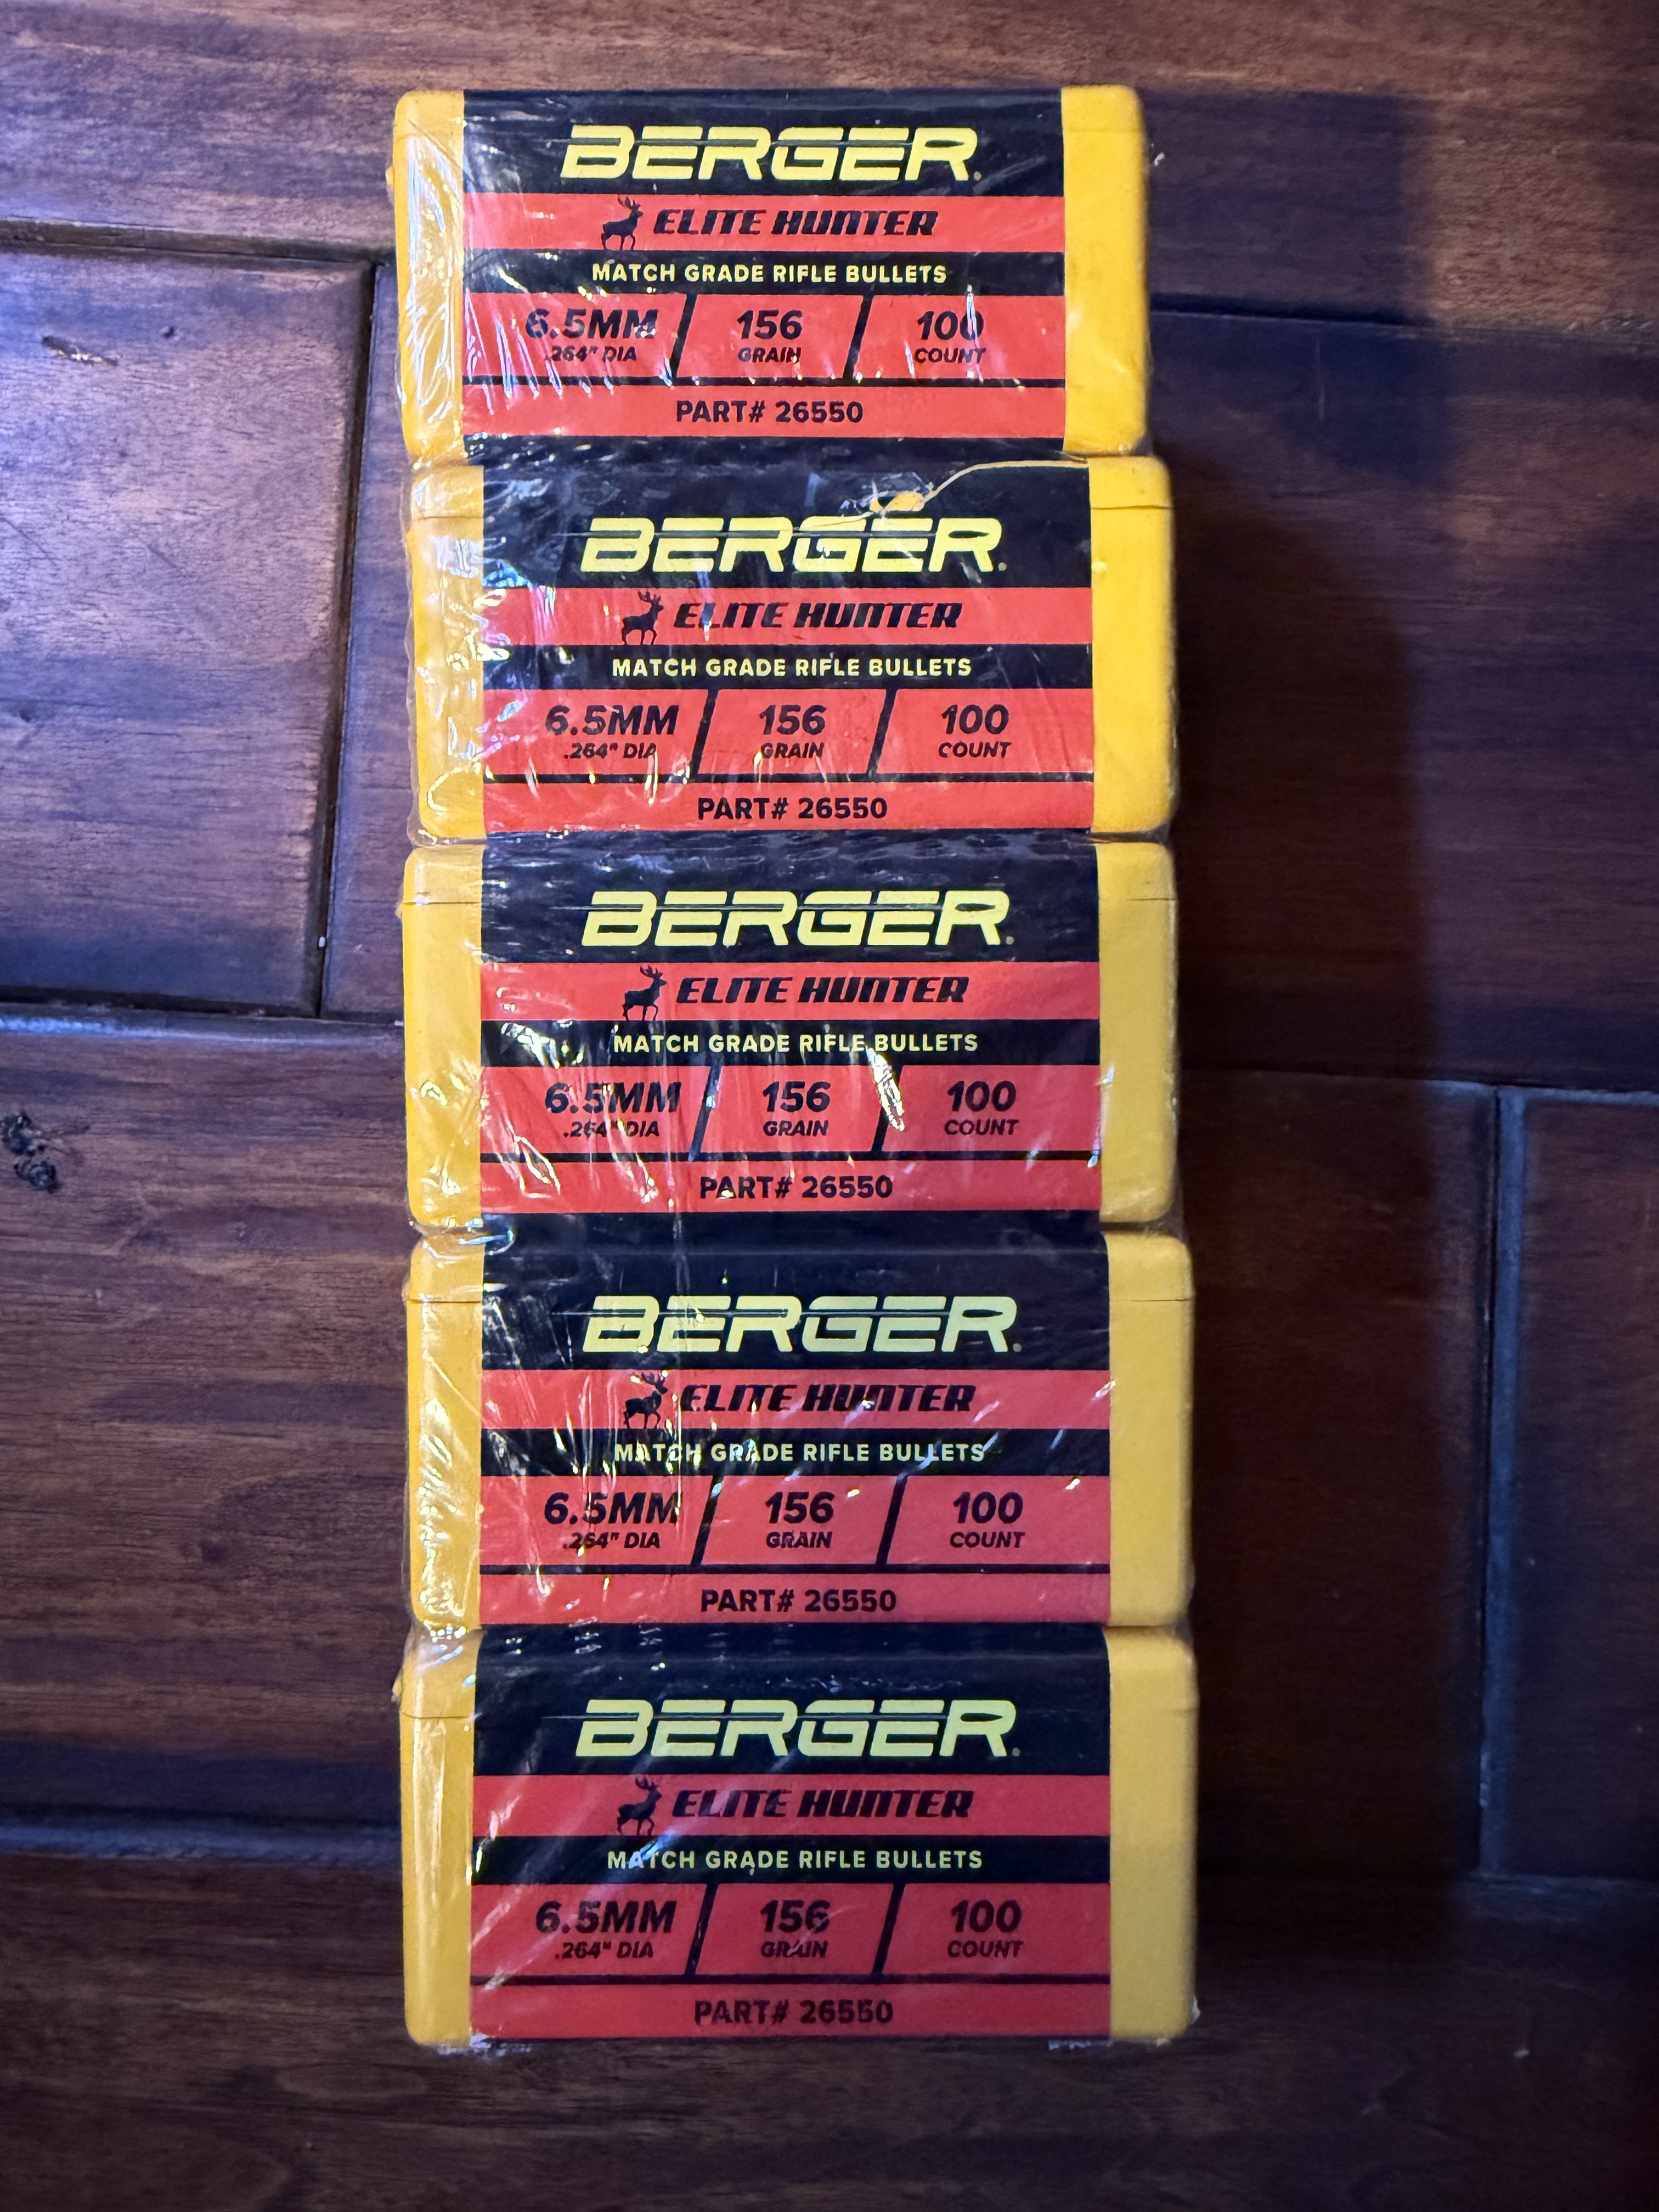 BERGER.
ELITE HUNTER
MATCH GRADE RIFLE BULLETS
6.5MM 156 100
.264" DIA GRAIN COUNT
PART# 26550
BERGER.
ELITE HUNTER
MATCH GRADE RIFLE BULLETS
6.5MM 156 100
.264" DIA GRAIN COUNT
PART# 26550
BERGER.
ELITE HUNTER
MATCH GRADE RIFLE BULLETS
6.5MM 156 100
.264" DIA GRAIN COUNT
PART# 26550
BERGER.
ELITE HUNTER
MATCH GRADE RIFLE BULLETS
6.5MM 156 100
.264" DIA GRAIN COUNT
PART# 26550
BERGER.
ELITE HUNTER
MATCH GRADE RIFLE BULLETS
6.5MM 156 100
.264" DIA GRAIN COUNT
PART# 26550